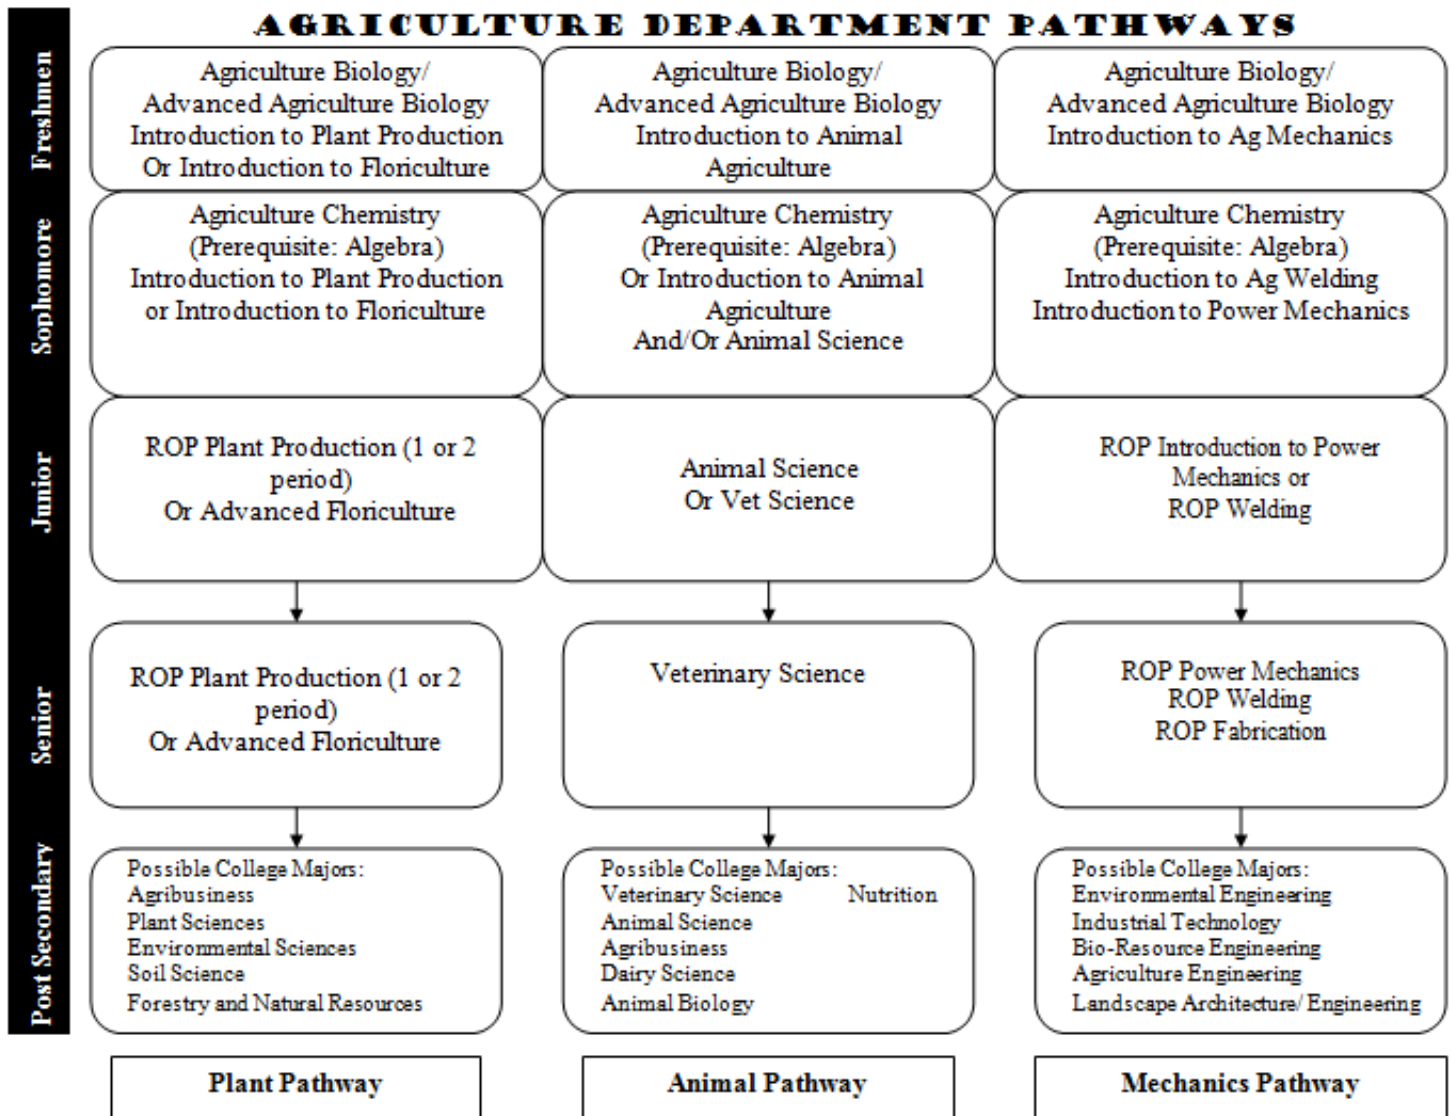 AGRICULTURE DEPARTMENT PATHWAYS
Freshmen
Agriculture Biology/
Advanced Agriculture Biology
Introduction to Plant Production
Or Introduction to Floriculture
Agriculture Biology/
Advanced Agriculture Biology
Introduction to Animal
Agriculture
Agriculture Biology/
Advanced Agriculture Biology
Introduction to Ag Mechanics
Sophomore
Agriculture Chemistry
(Prerequisite: Algebra)
Introduction to Plant Production
or Introduction to Floriculture
Agriculture Chemistry
(Prerequisite: Algebra)
Or Introduction to Animal
Agriculture
And/Or Animal Science
Agriculture Chemistry
(Prerequisite: Algebra)
Introduction to Ag Welding
Introduction to Power Mechanics
Junior
ROP Plant Production (1 or 2
period)
Or Advanced Floriculture
Animal Science
Or Vet Science
ROP Introduction to Power
Mechanics or
ROP Welding
Senior
ROP Plant Production (1 or 2
period)
Or Advanced Floriculture
Veterinary Science
ROP Power Mechanics
ROP Welding
ROP Fabrication
Post Secondary
Possible College Majors:
Agribusiness
Plant Sciences
Environmental Sciences
Soil Science
Forestry and Natural Resources
Possible College Majors:
Veterinary Science Nutrition
Animal Science
Agribusiness
Dairy Science
Animal Biology
Possible College Majors:
Environmental Engineering
Industrial Technology
Bio-Resource Engineering
Agriculture Engineering
Landscape Architecture/ Engineering
Plant Pathway
Animal Pathway
Mechanics Pathway